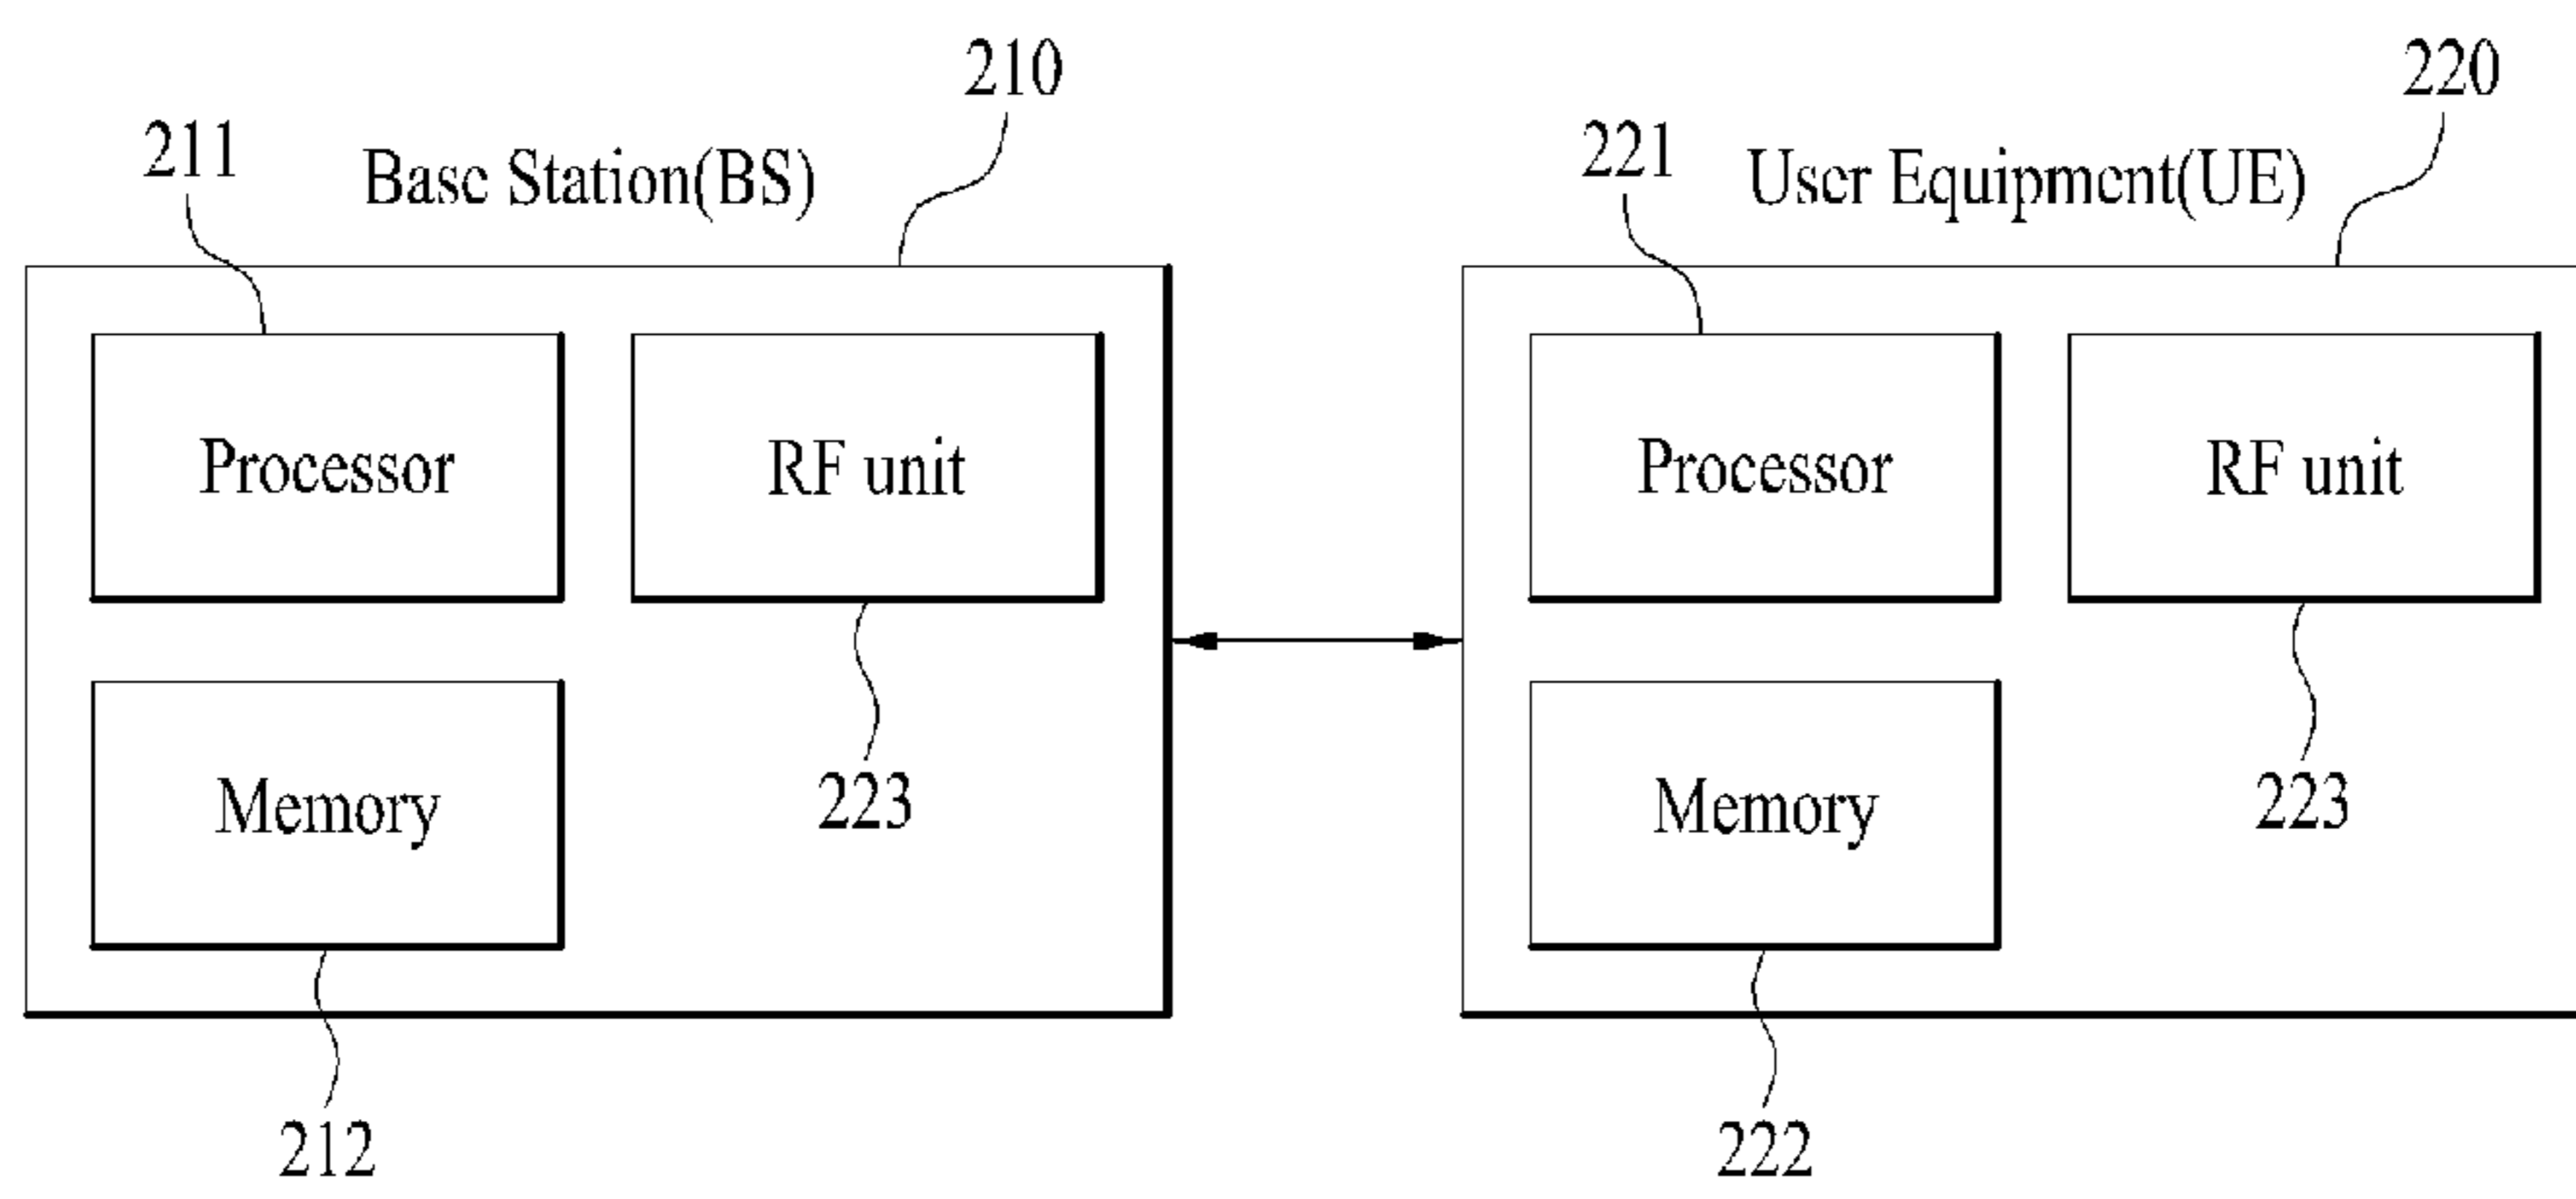 210
220
211
Base Station(BS)
221
User Equipment(UE)
Processor
RF unit
Processor
RF unit
Memory
223
Memory
223
212
222